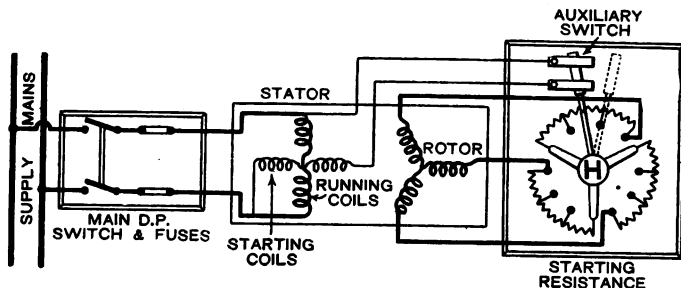 AUXILIARY
SWITCH
SUPPLY MAINS
STATOR
ROTOR
H
RUNNING
COILS
MAIN D.P.
SWITCH & FUSES
STARTING
COILS
STARTING
RESISTANCE